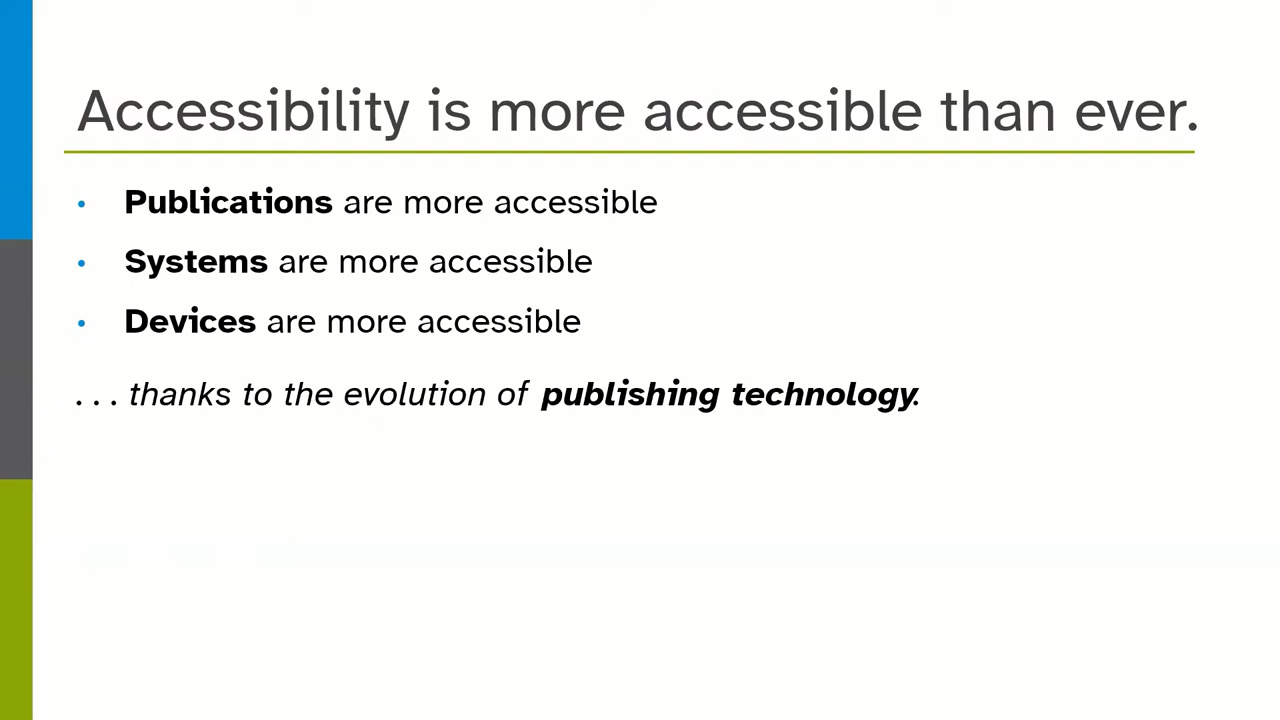 Accessibility is more accessible than ever.
• Publications are more accessible
• Systems are more accessible
• Devices are more accessible
. . . thanks to the evolution of publishing technology.